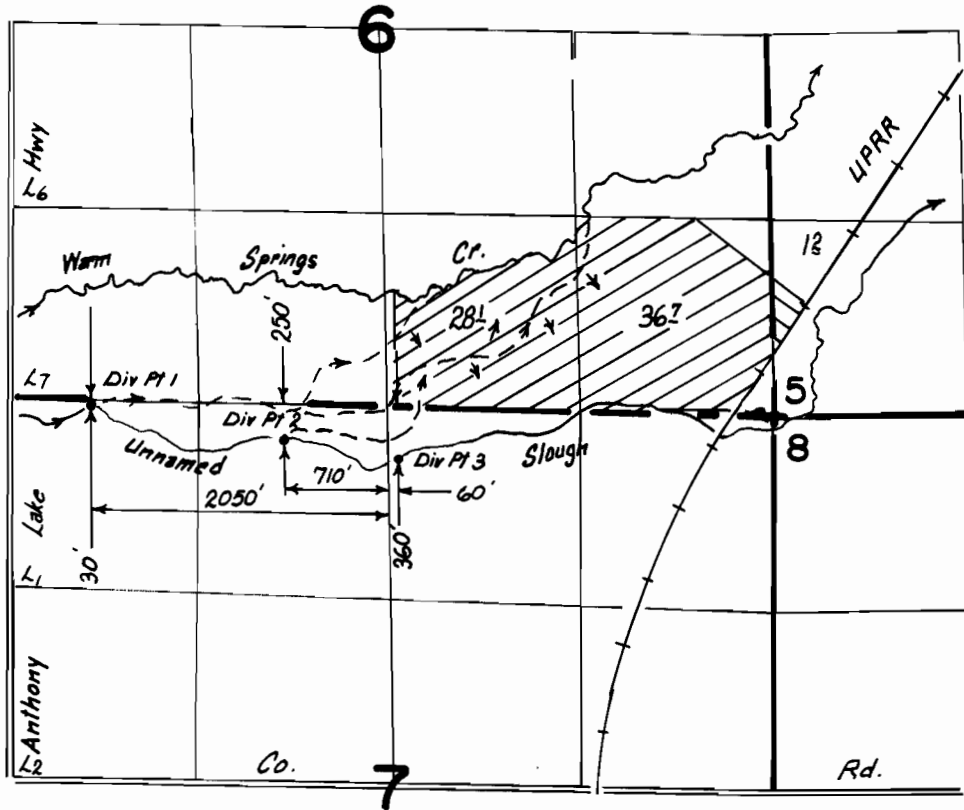 6
Hwy
L6
UPRR
Warm Springs Cr.
1.2
250'
28.1
36.7
L7
Div Pt 1
5
Div Pt 2
8
Unnamed Slough
Div Pt 3
710'
60'
2050'
Lake
30'
360'
L1
Anthony
L2
Co. Rd.
7